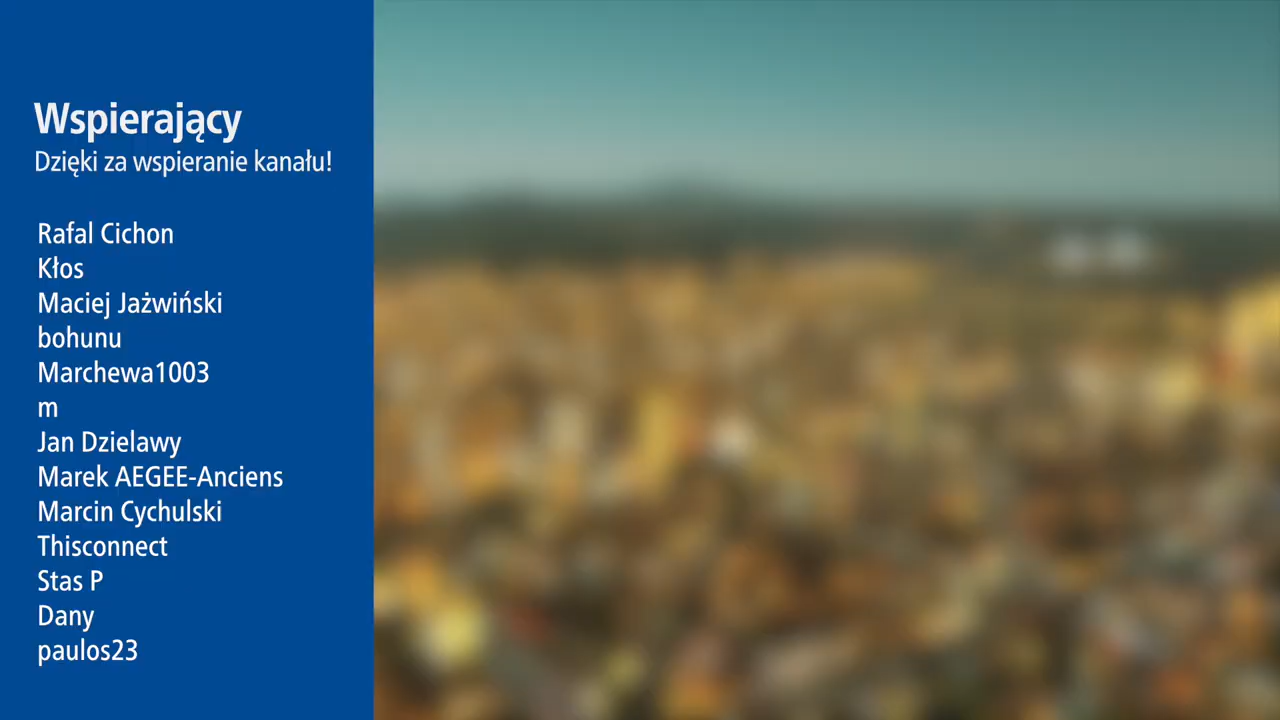 Wspierający
Dzięki za wspieranie kanału!
Rafal Cichon
Kłos
Maciej Jażwiński
bohunu
Marchewa1003
m
Jan Dzielawy
Marek AEGEE-Anciens
Marcin Cychulski
Thisconnect
Stas P
Dany
paulos23